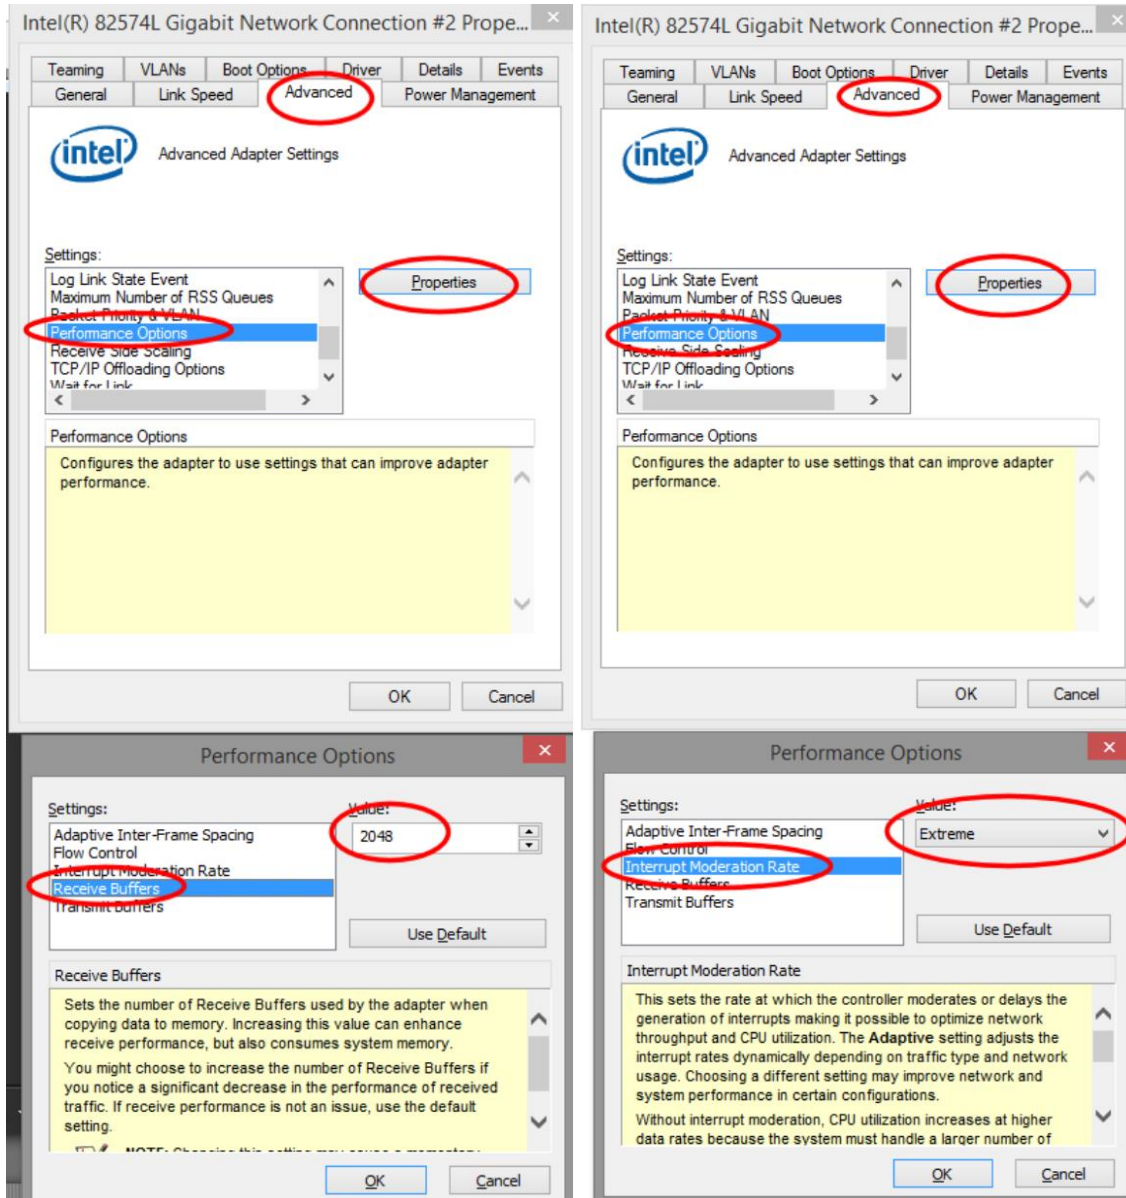 Intel(R) 82574L Gigabit Network Connection #2 Prope...
Teaming VLANs Boot Options Driver Details Events
General Link Speed Advanced Power Management
intel
Advanced Adapter Settings
Settings:
Log Link State Event
Maximum Number of RSS Queues
Packet Priority & VLAN
Performance Options
Receive Side Scaling
TCP/IP Offloading Options
Wait for Link
Properties
Performance Options
Configures the adapter to use settings that can improve adapter
performance.
OK Cancel
Performance Options
Settings:
Adaptive Inter-Frame Spacing
Flow Control
Interrupt Moderation Rate
Receive Buffers
Transmit Buffers
Value:
2048
Use Default
Receive Buffers
Sets the number of Receive Buffers used by the adapter when
copying data to memory. Increasing this value can enhance
receive performance, but also consumes system memory.
You might choose to increase the number of Receive Buffers if
you notice a significant decrease in the performance of received
traffic. If receive performance is not an issue, use the default
setting.
NOTE: Changing this setting may cause a momentary
OK Cancel
Intel(R) 82574L Gigabit Network Connection #2 Prope...
Teaming VLANs Boot Options Driver Details Events
General Link Speed Advanced Power Management
intel
Advanced Adapter Settings
Settings:
Log Link State Event
Maximum Number of RSS Queues
Packet Priority & VLAN
Performance Options
Receive Side Scaling
TCP/IP Offloading Options
Wait for Link
Properties
Performance Options
Configures the adapter to use settings that can improve adapter
performance.
OK Cancel
Performance Options
Settings:
Adaptive Inter-Frame Spacing
Flow Control
Interrupt Moderation Rate
Receive Buffers
Transmit Buffers
Value:
Extreme
Use Default
Interrupt Moderation Rate
This sets the rate at which the controller moderates or delays the
generation of interrupts making it possible to optimize network
throughput and CPU utilization. The Adaptive setting adjusts the
interrupt rates dynamically depending on traffic type and network
usage. Choosing a different setting may improve network and
system performance in certain configurations.
Without interrupt moderation, CPU utilization increases at higher
data rates because the system must handle a larger number of
OK Cancel